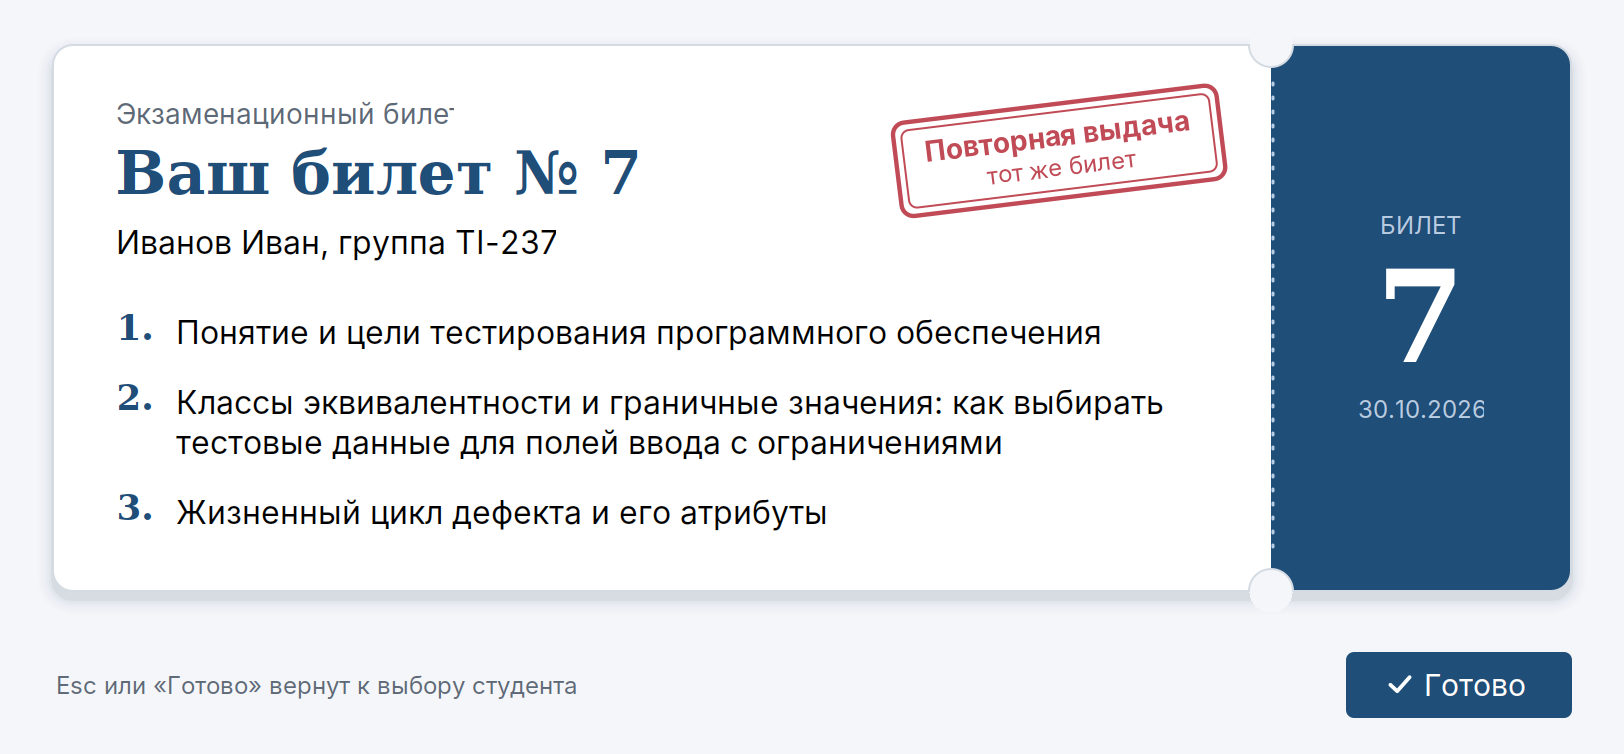 Экзаменационный билет
Ваш билет № 7
Иванов Иван, группа TI-237
Повторная выдача
тот же билет
1. Понятие и цели тестирования программного обеспечения
2. Классы эквивалентности и граничные значения: как выбирать
тестовые данные для полей ввода с ограничениями
3. Жизненный цикл дефекта и его атрибуты
БИЛЕТ
7
30.10.2026
Esc или «Готово» вернут к выбору студента
Готово